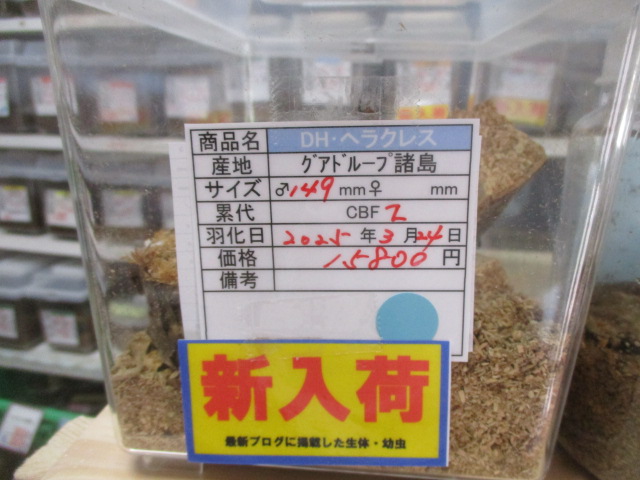 商品名 DH・ヘラクレス
産地 グアドループ諸島
サイズ ♂149mm♀ mm
累代 CBF2
羽化日 2025年3月24日
価格 15800円
備考
新入荷
最新ブログに掲載した生体・幼虫